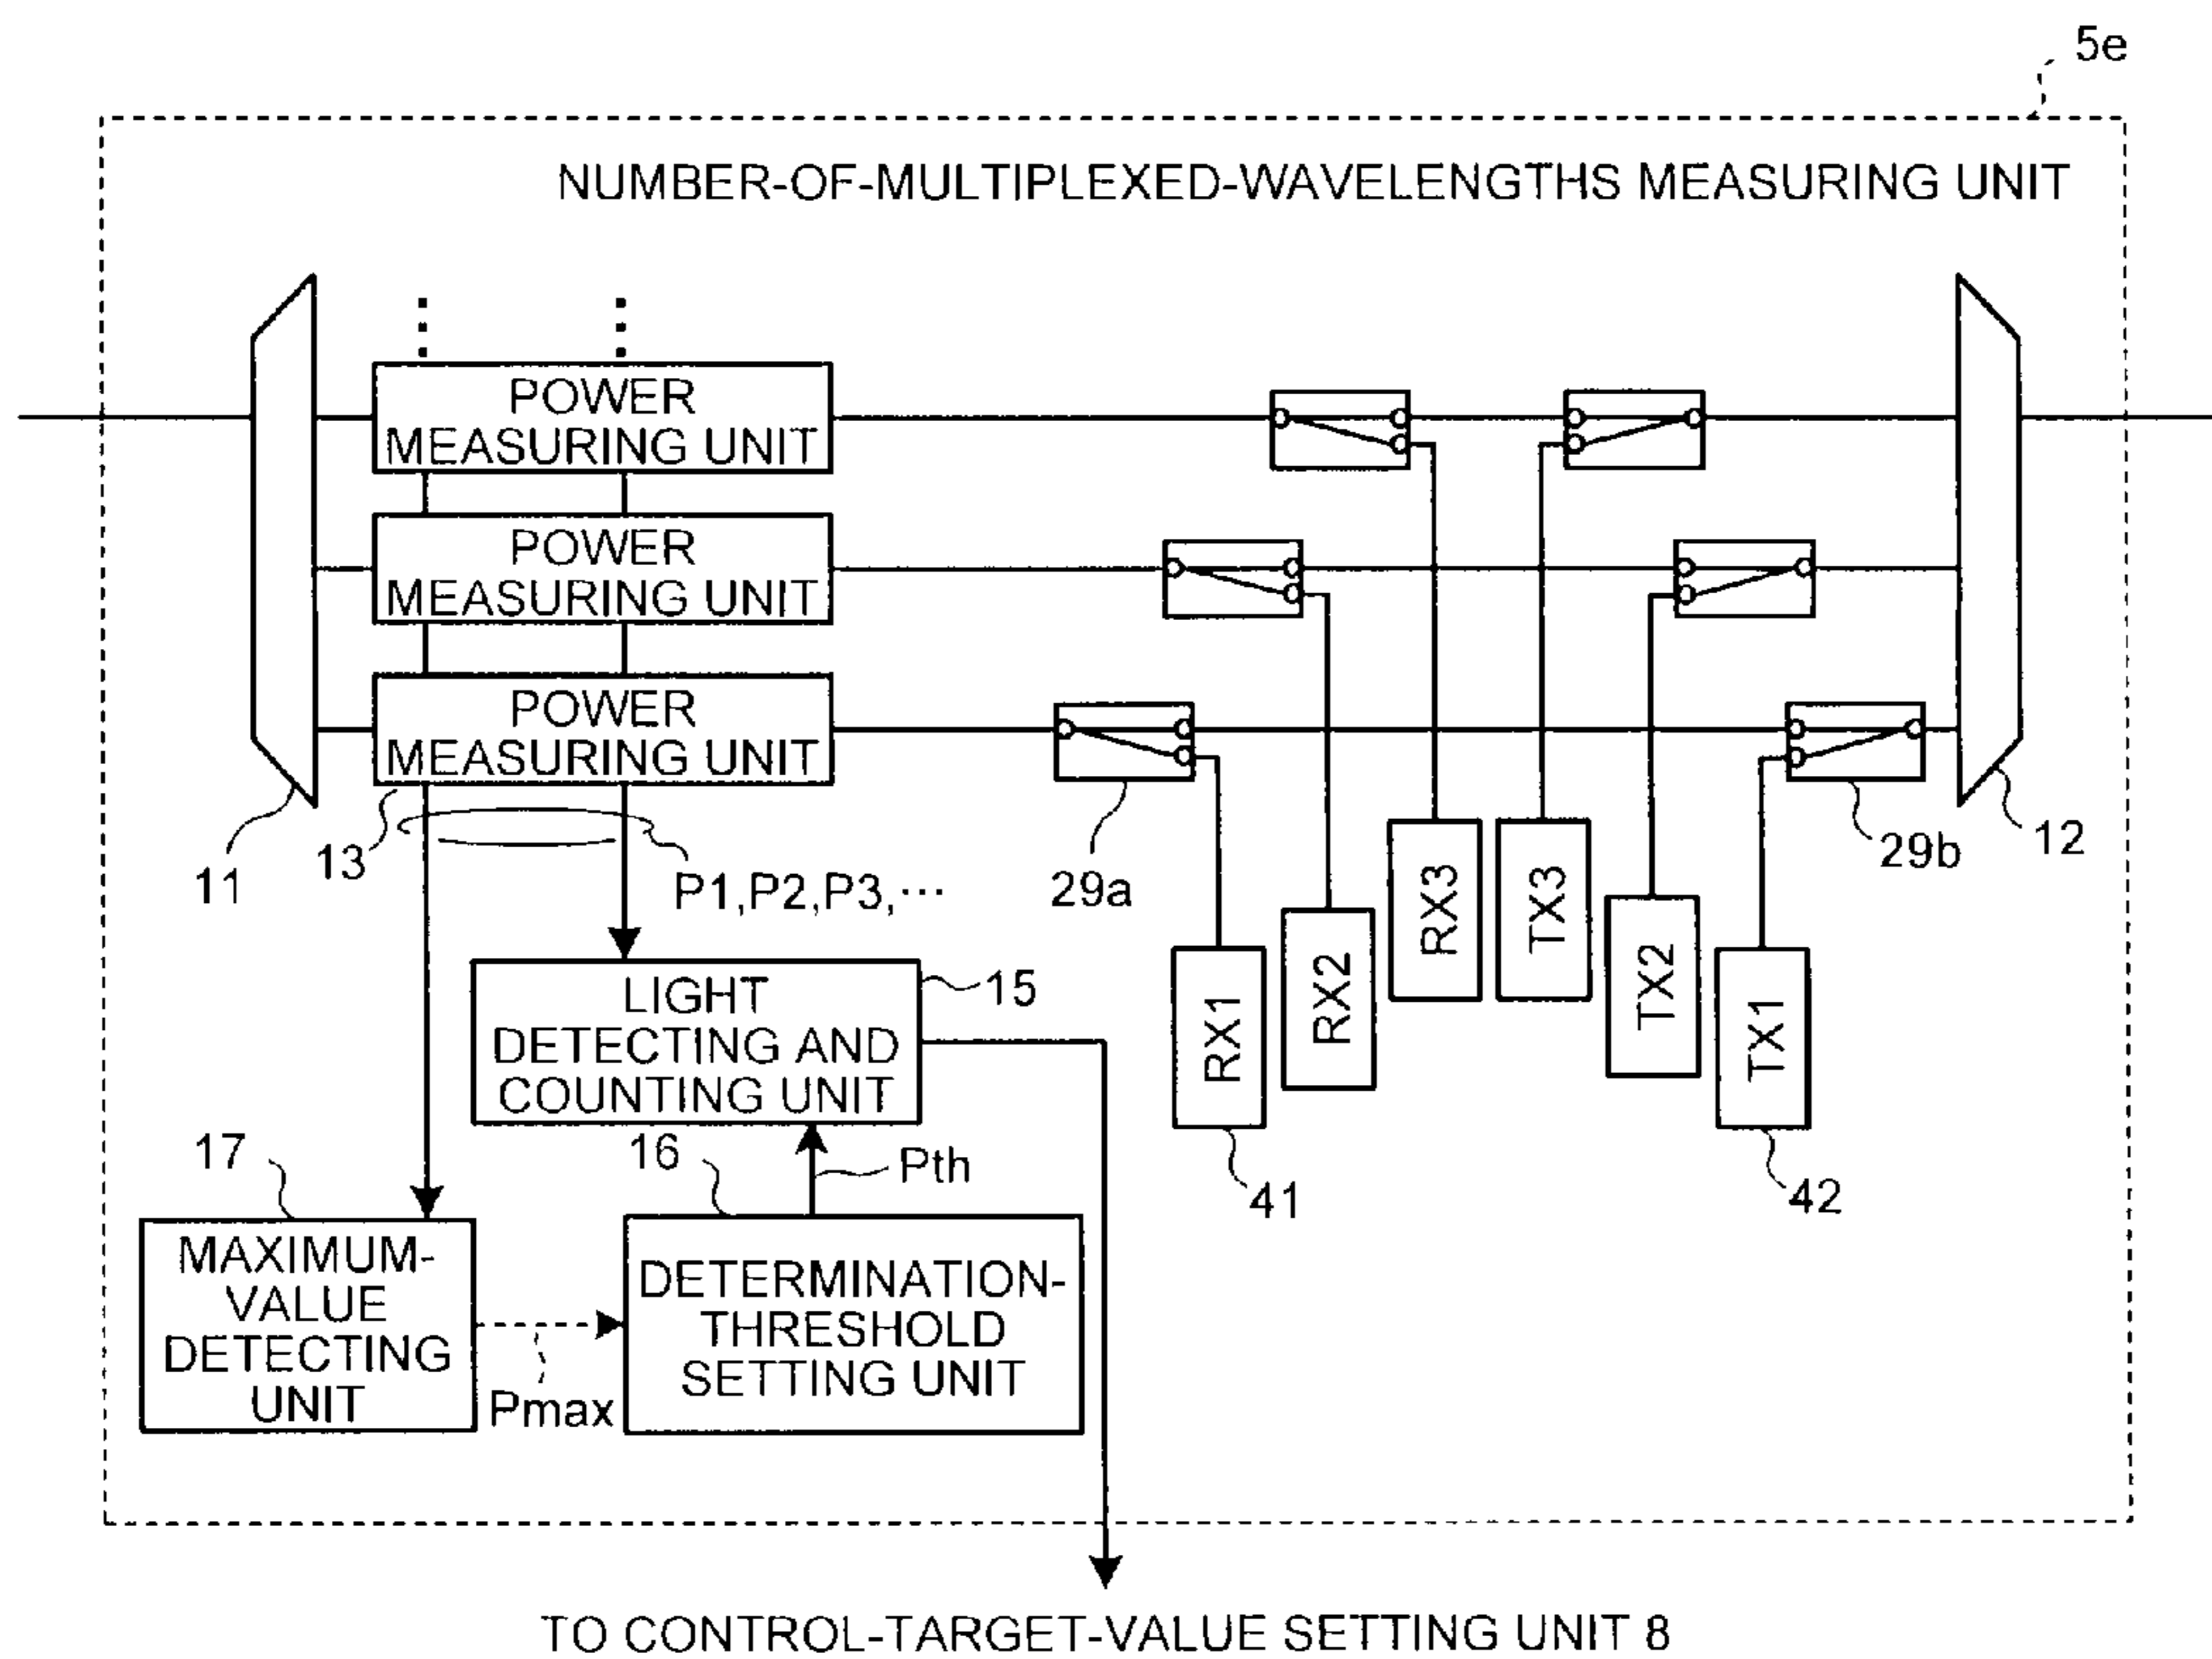 5e
NUMBER-OF-MULTIPLEXED-WAVELENGTHS MEASURING UNIT
POWER
MEASURING UNIT
POWER
MEASURING UNIT
POWER
MEASURING UNIT
11
13
P1,P2,P3,...
29a
29b
12
RX3
TX3
RX2
TX2
RX1
TX1
LIGHT
DETECTING AND
COUNTING UNIT
15
17
16
Pth
41
42
MAXIMUM-
VALUE
DETECTING
UNIT
Pmax
DETERMINATION-
THRESHOLD
SETTING UNIT
TO CONTROL-TARGET-VALUE SETTING UNIT 8